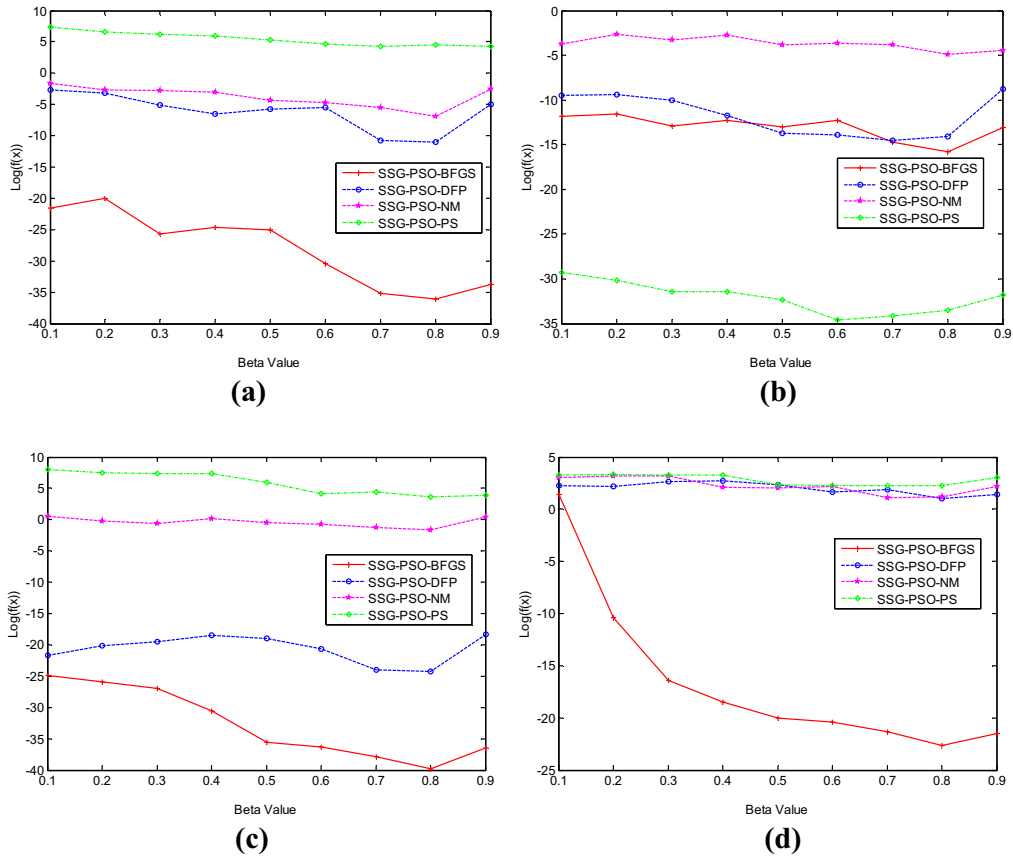 10
5
0
-5
-10
-15
-20
-25
-30
-35
-40
Log(f(x))
SSG-PSO-BFGS
SSG-PSO-DFP
SSG-PSO-NM
SSG-PSO-PS
0.1 0.2 0.3 0.4 0.5 0.6 0.7 0.8 0.9
Beta Value
(a)
0
-5
-10
-15
-20
-25
-30
-35
Log(f(x))
SSG-PSO-BFGS
SSG-PSO-DFP
SSG-PSO-NM
SSG-PSO-PS
0.1 0.2 0.3 0.4 0.5 0.6 0.7 0.8 0.9
Beta Value
(b)
10
5
0
-5
-10
-15
-20
-25
-30
-35
-40
Log(f(x))
SSG-PSO-BFGS
SSG-PSO-DFP
SSG-PSO-NM
SSG-PSO-PS
0.1 0.2 0.3 0.4 0.5 0.6 0.7 0.8 0.9
Beta Value
(c)
5
0
-5
-10
-15
-20
-25
Log(f(x))
SSG-PSO-BFGS
SSG-PSO-DFP
SSG-PSO-NM
SSG-PSO-PS
0.1 0.2 0.3 0.4 0.5 0.6 0.7 0.8 0.9
Beta Value
(d)